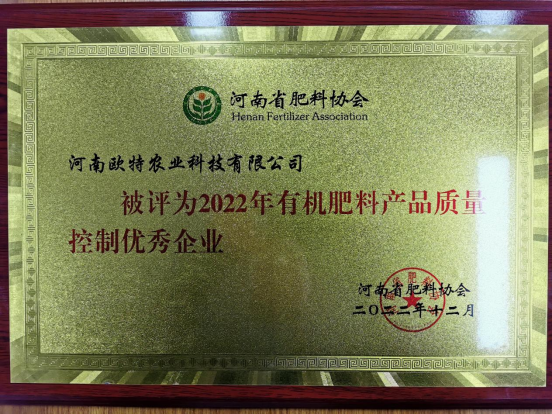 河南省肥料协会
Henan Fertilizer Association
河南欧特农业科技有限公司
被评为2022年有机肥料产品质量
控制优秀企业
河南省肥料协会
二〇二二年十二月